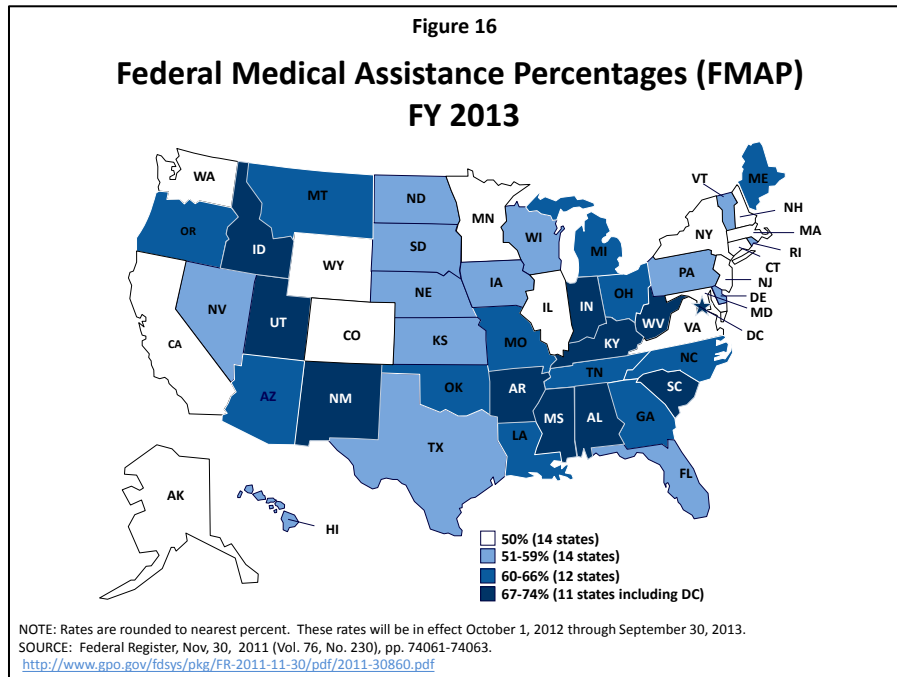 Figure 16
Federal Medical Assistance Percentages (FMAP)
FY 2013
WA
MT
ND
MN
VT
ME
NH
OR
ID
SD
WI
MI
NY
MA
RI
WY
CT
NJ
NV
NE
IA
PA
DE
MD
UT
CO
KS
IL
IN
OH
WV
VA
DC
CA
MO
KY
NC
AZ
NM
OK
AR
TN
SC
MS
AL
GA
TX
LA
FL
AK
HI
50% (14 states)
51-59% (14 states)
60-66% (12 states)
67-74% (11 states including DC)
NOTE: Rates are rounded to nearest percent. These rates will be in effect October 1, 2012 through September 30, 2013.
SOURCE: Federal Register, Nov, 30, 2011 (Vol. 76, No. 230), pp. 74061-74063.
http://www.gpo.gov/fdsys/pkg/FR-2011-11-30/pdf/2011-30860.pdf